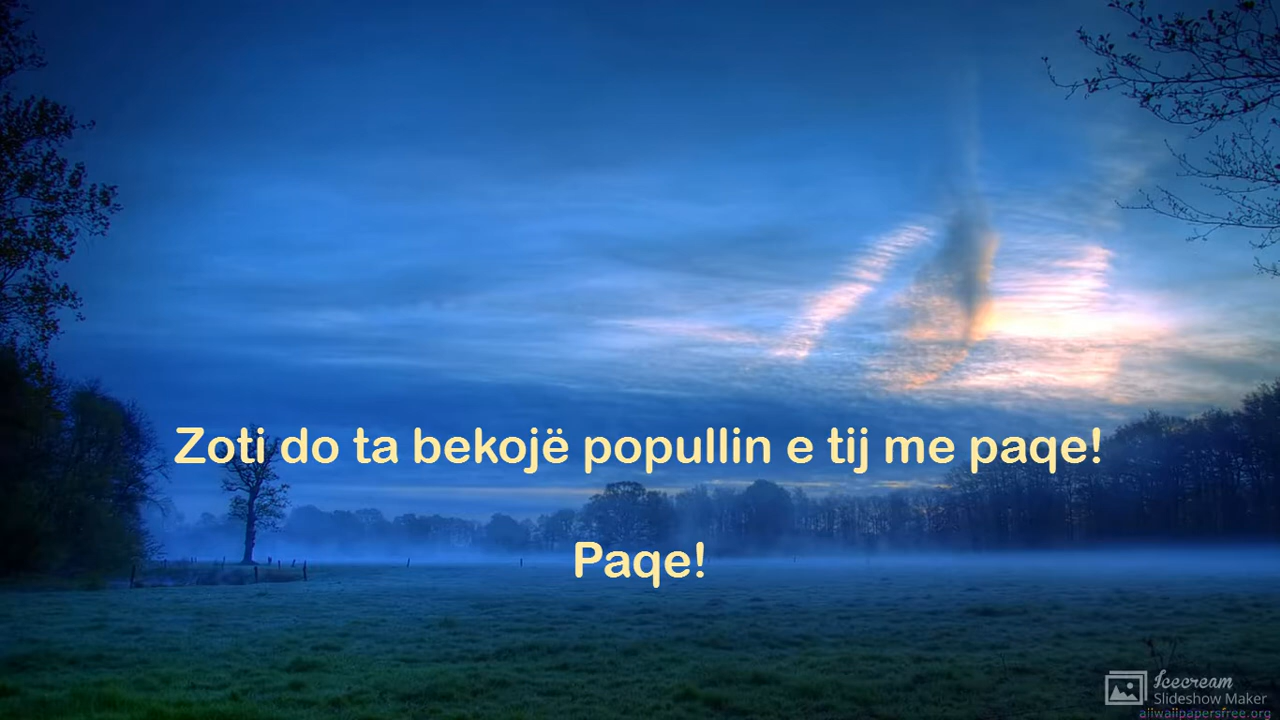 Zoti do ta bekojë popullin e tij me paqe!
Paqe!
Icecream
Slideshow Maker
allwallpapersfree.org